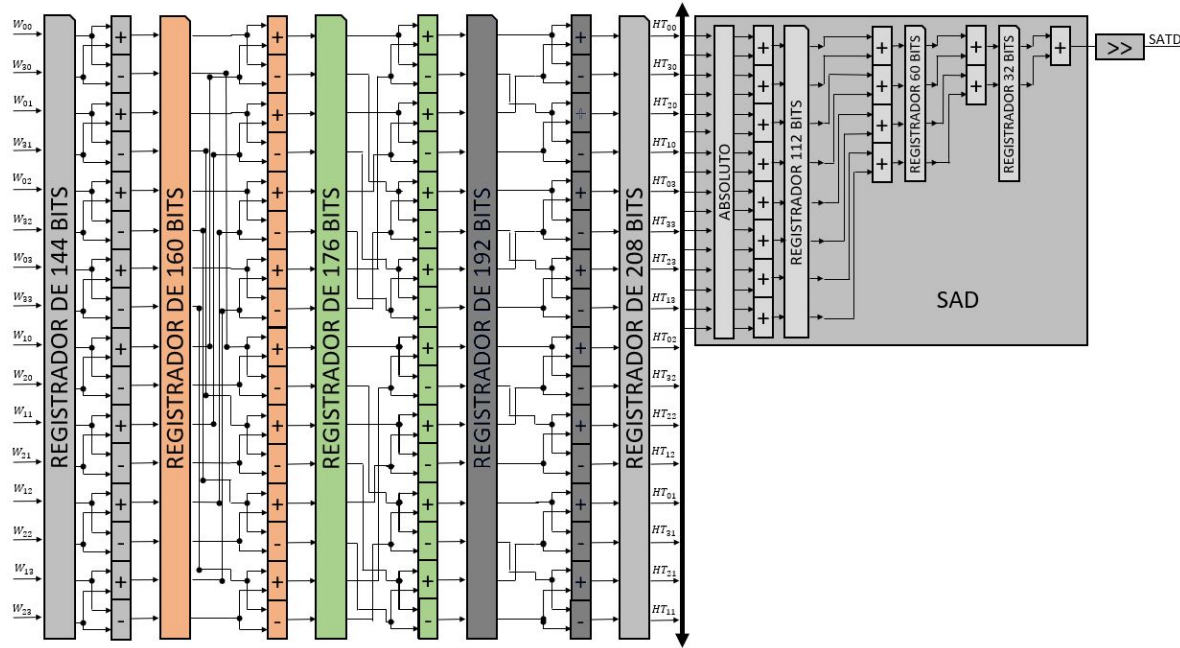 W00
W30
W01
W31
W02
W32
W03
W33
W10
W20
W11
W21
W12
W22
W13
W23
REGISTRADOR DE 144 BITS
+
-
+
-
+
-
+
-
+
-
+
-
+
-
+
-
REGISTRADOR DE 160 BITS
+
-
+
-
+
-
+
-
+
-
+
-
+
-
+
-
REGISTRADOR DE 176 BITS
+
-
+
-
+
-
+
-
+
-
+
-
+
-
+
-
REGISTRADOR DE 192 BITS
+
-
+
-
+
-
+
-
+
-
+
-
+
-
+
-
REGISTRADOR DE 208 BITS
HT00
HT30
HT20
HT10
HT03
HT33
HT23
HT13
HT02
HT32
HT22
HT12
HT01
HT31
HT21
HT11
ABSOLUTO
+
+
+
+
+
+
+
+
REGISTRADOR 112 BITS
+
+
+
+
REGISTRADOR 60 BITS
+
+
REGISTRADOR 32 BITS
+
SAD
>>
SATD